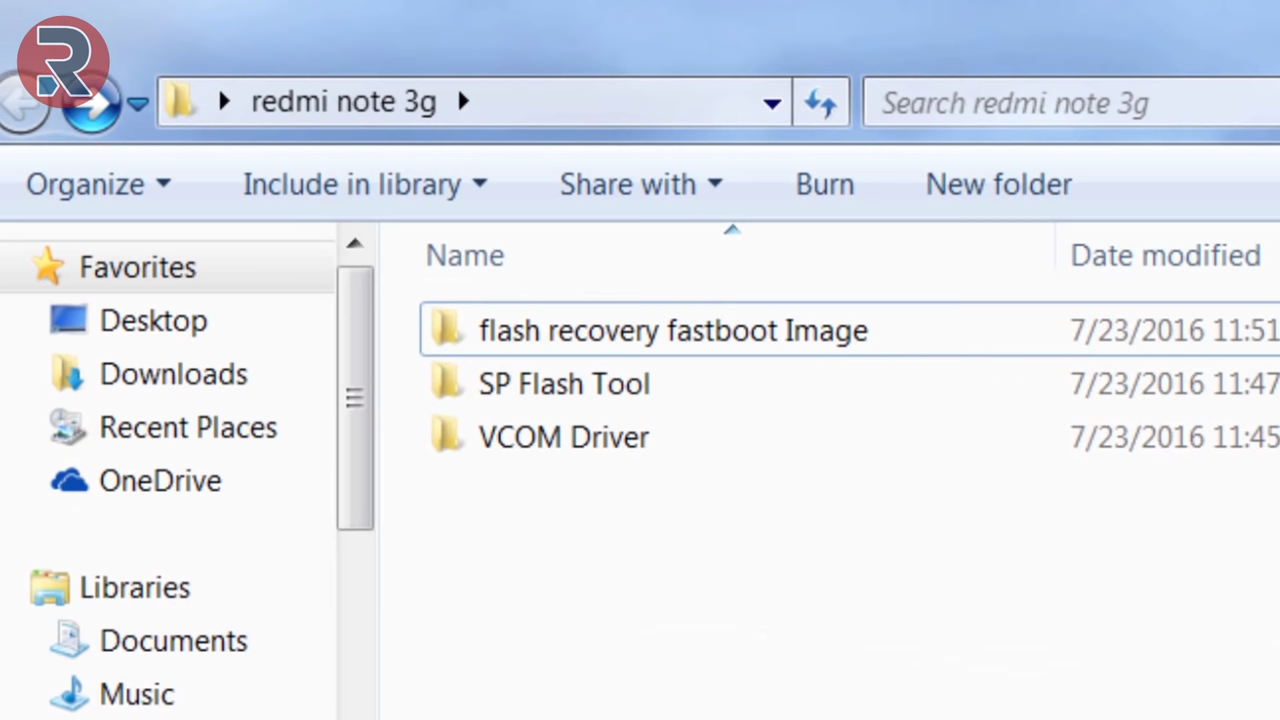 R
redmi note 3g
Search redmi note 3g
Organize
Include in library
Share with
Burn
New folder
Name
Date modified
Favorites
Desktop
Downloads
Recent Places
OneDrive
Libraries
Documents
Music
flash recovery fastboot Image
7/23/2016 11:51
SP Flash Tool
7/23/2016 11:47
VCOM Driver
7/23/2016 11:45